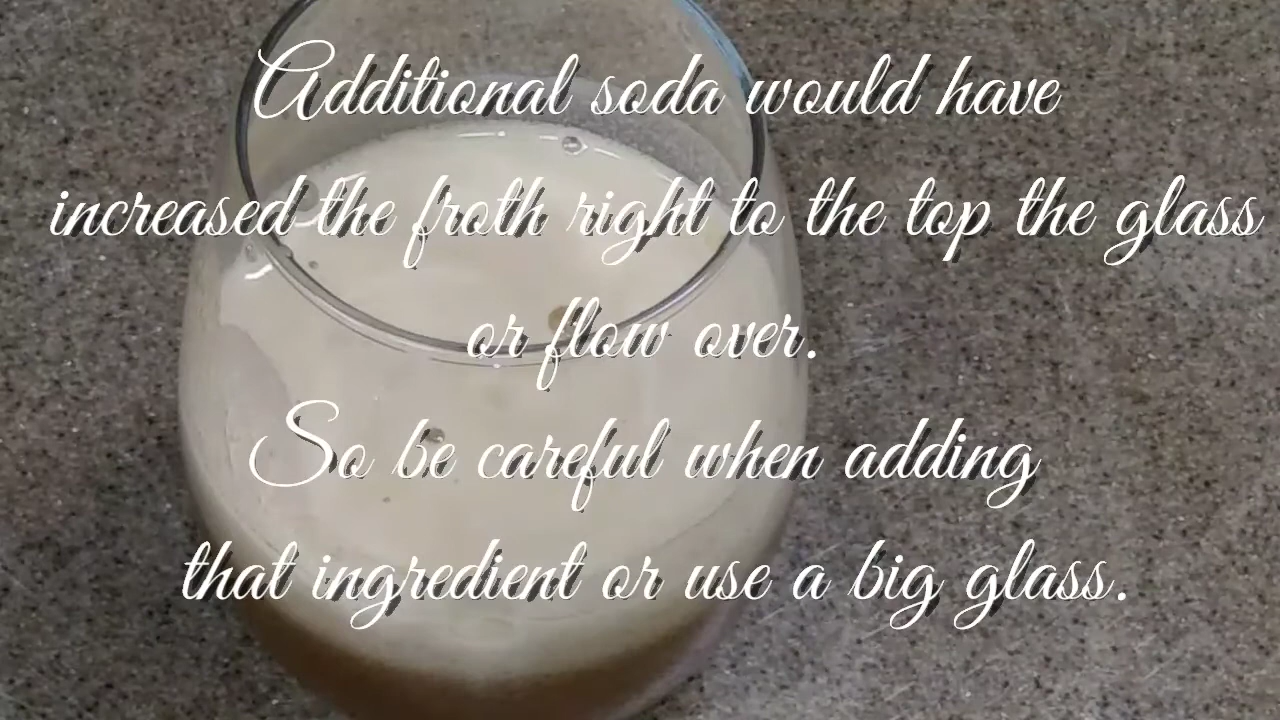 Additional soda would have
increased the froth right to the top the glass
or flow over.
So be careful when adding
that ingredient or use a big glass.